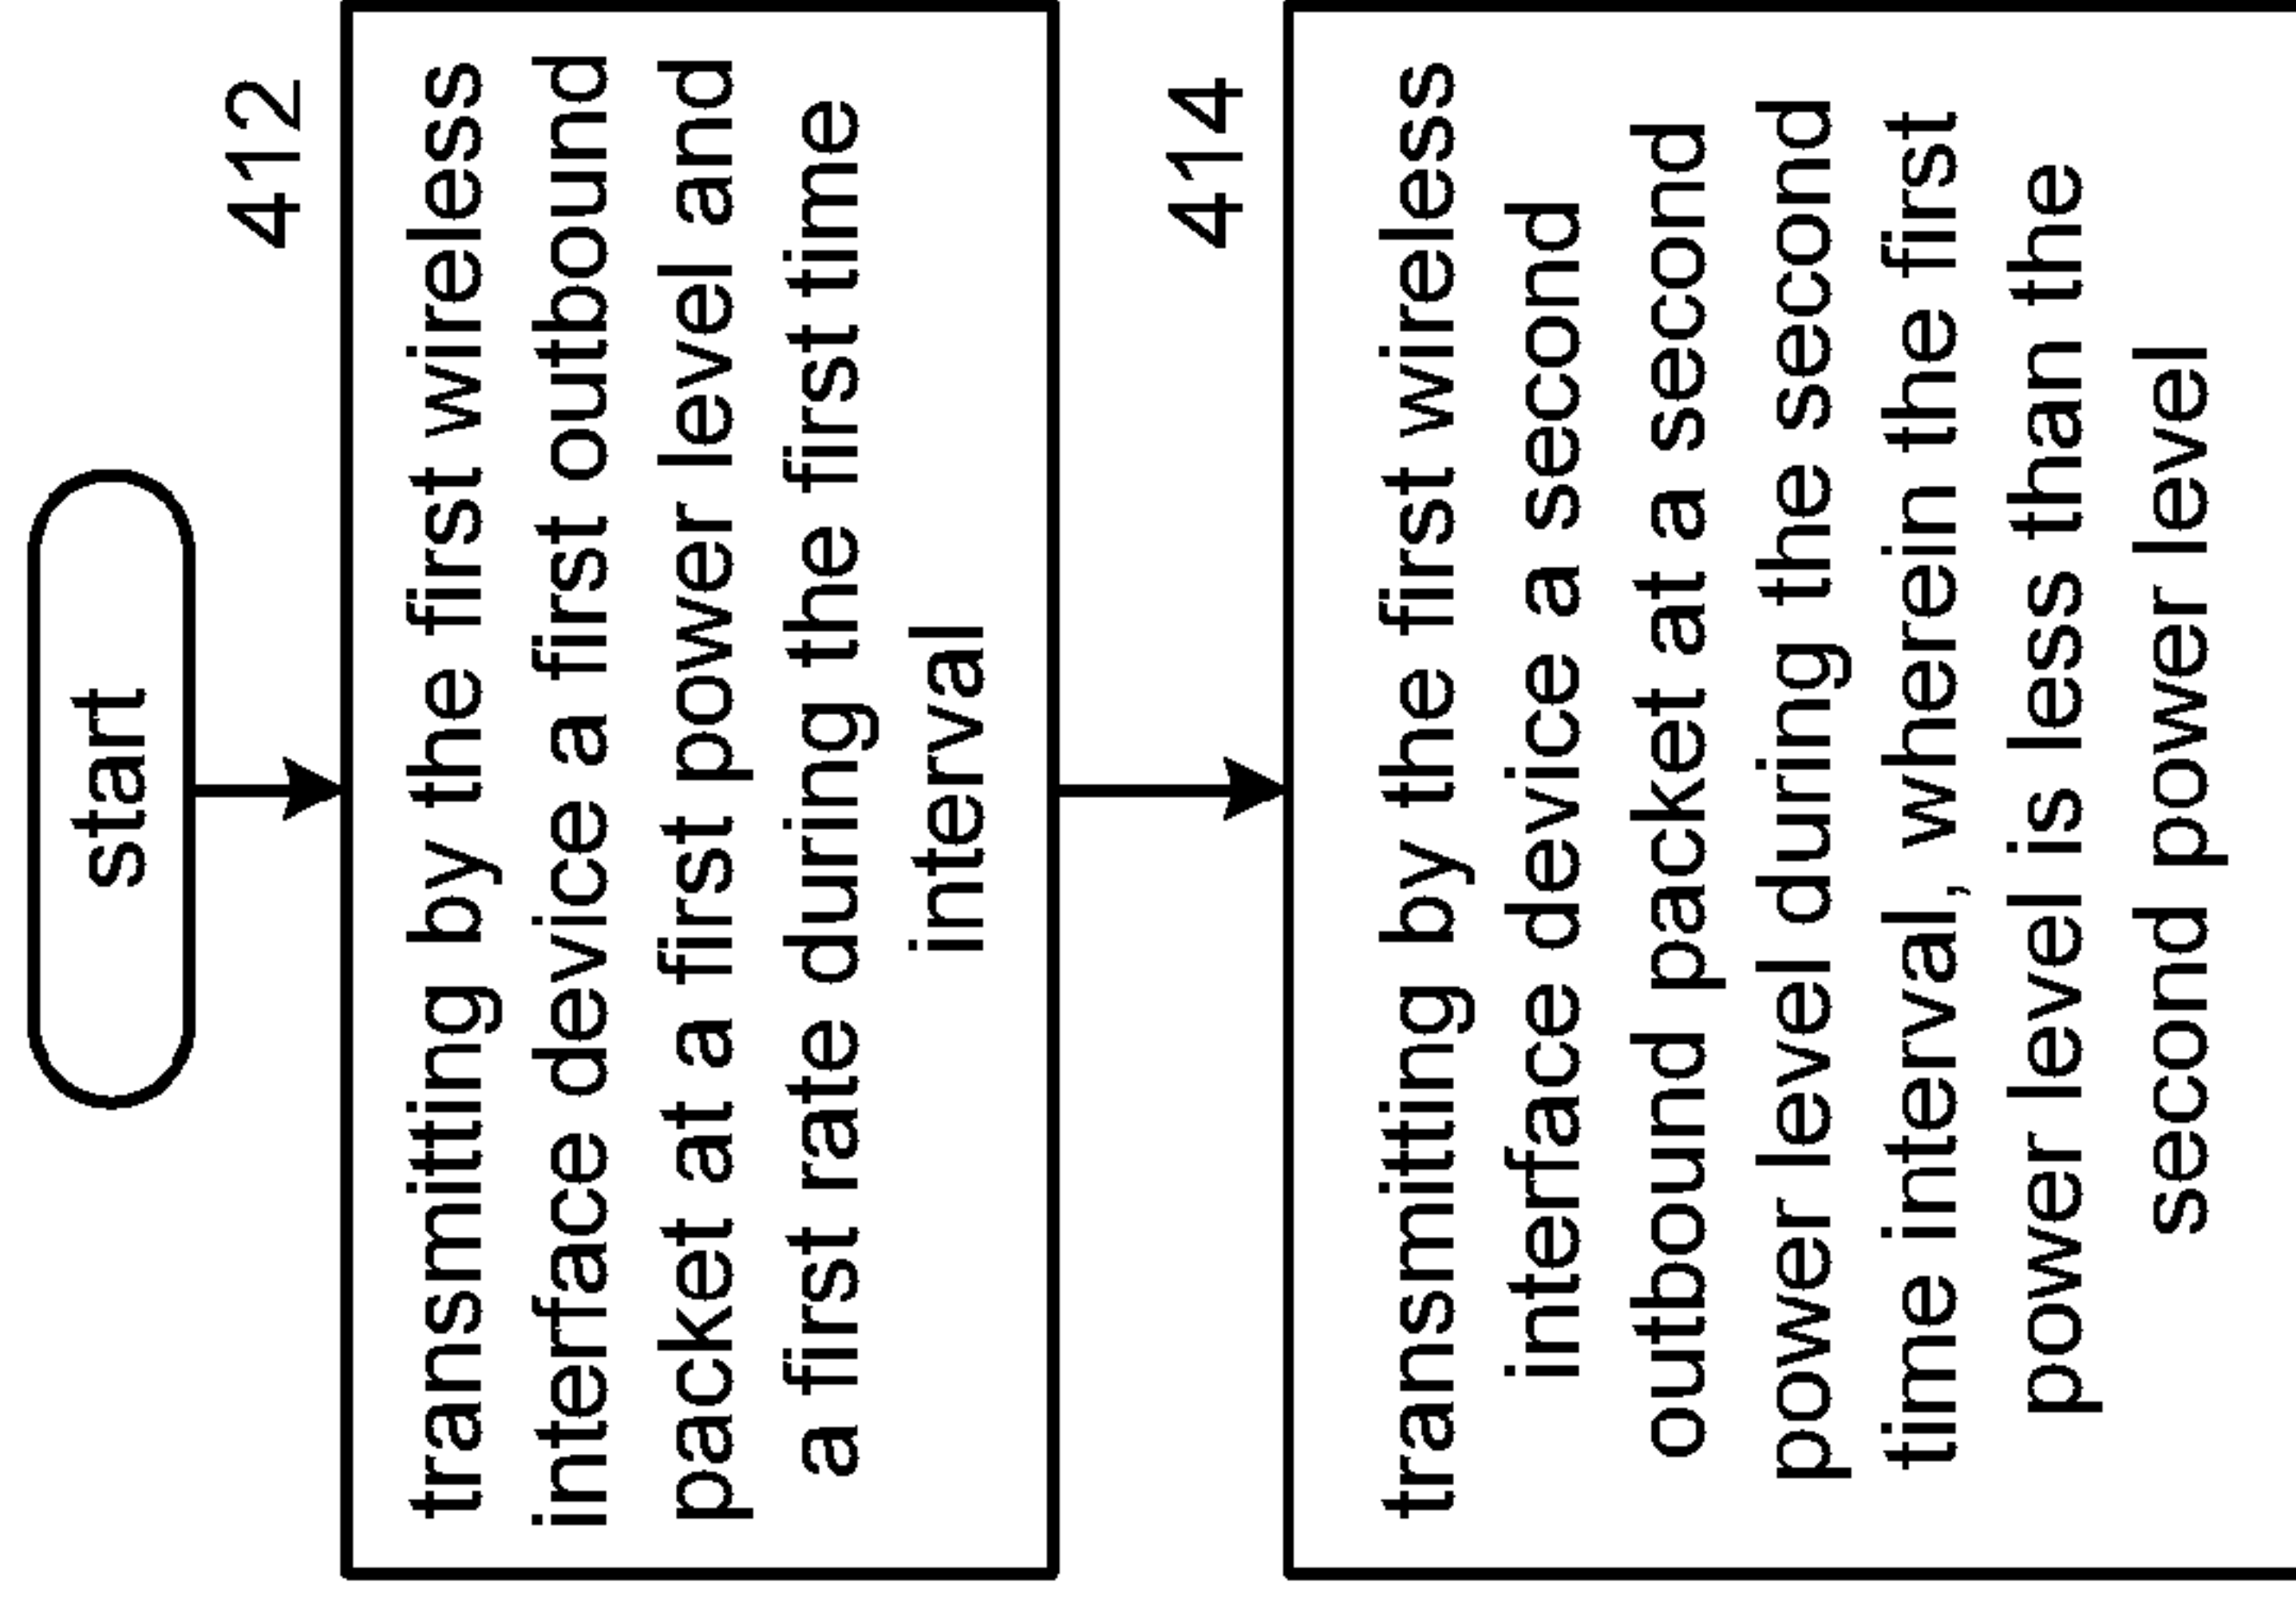 start
412
transmitting by the first wireless
interface device a first outbound
packet at a first power level and
a first rate during the first time
interval
414
transmitting by the first wireless
interface device a second
outbound packet at a second
power level during the second
time interval, wherein the first
power level is less than the
second power level